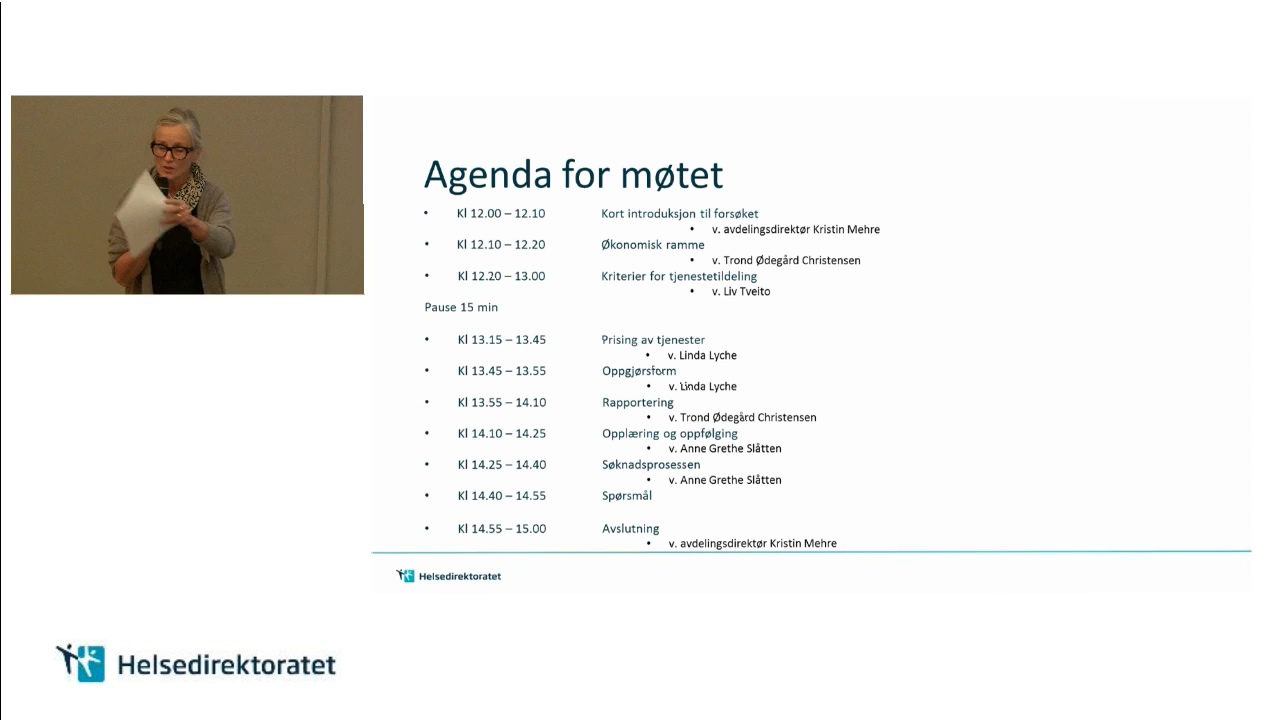 Agenda for møtet
• Kl 12.00 – 12.10 Kort introduksjon til forsøket
• v. avdelingsdirektør Kristin Mehre
• Kl 12.10 – 12.20 Økonomisk ramme
• v. Trond Ødegård Christensen
• Kl 12.20 – 13.00 Kriterier for tjenestetildeling
• v. Liv Tveito
Pause 15 min
• Kl 13.15 – 13.45 Prising av tjenester
• v. Linda Lyche
• Kl 13.45 – 13.55 Oppgjørsform
• v. Linda Lyche
• Kl 13.55 – 14.10 Rapportering
• v. Trond Ødegård Christensen
• Kl 14.10 – 14.25 Opplæring og oppfølging
• v. Anne Grethe Slåtten
• Kl 14.25 – 14.40 Søknadsprosessen
• v. Anne Grethe Slåtten
• Kl 14.40 – 14.55 Spørsmål
• Kl 14.55 – 15.00 Avslutning
• v. avdelingsdirektør Kristin Mehre
Helsedirektoratet
Helsedirektoratet